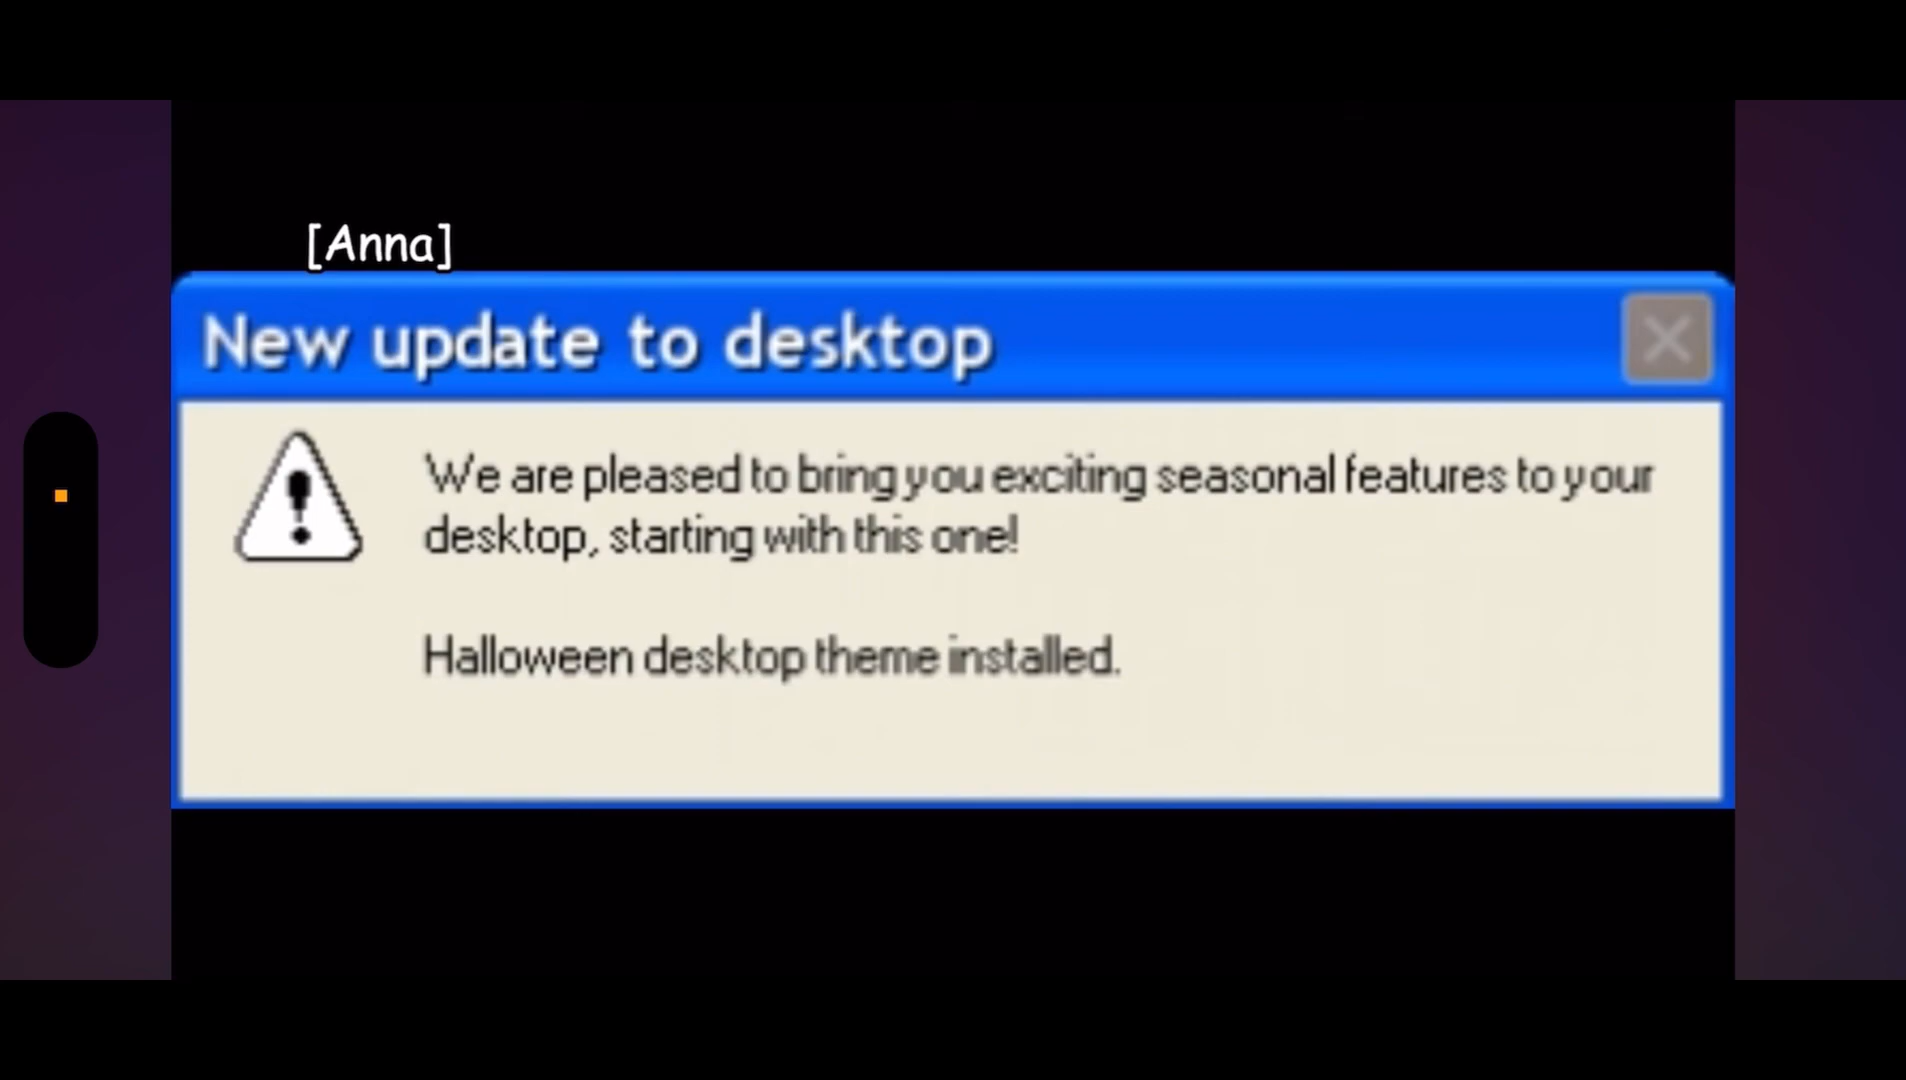 [Anna]
New update to desktop
We are pleased to bring you exciting seasonal features to your
desktop, starting with this one!
Halloween desktop theme installed.